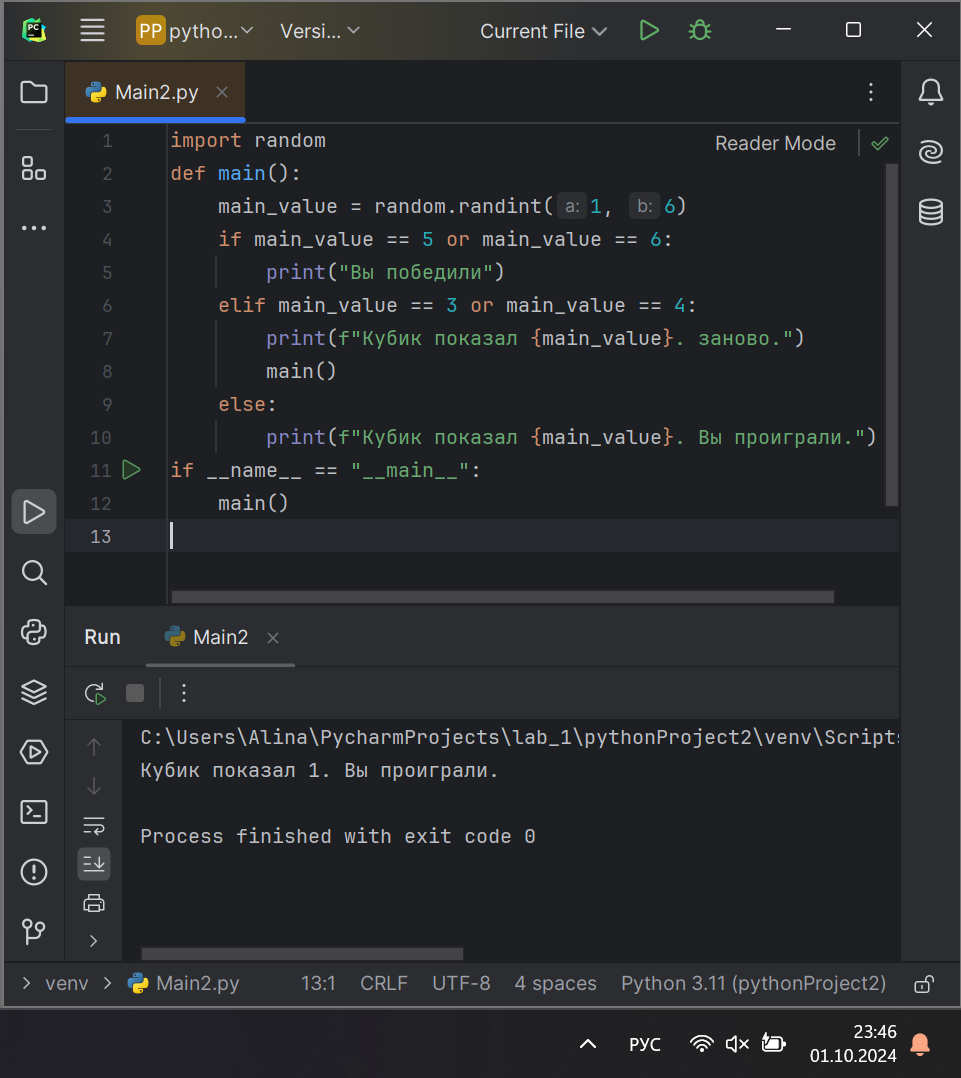 PC PP pytho... Versi... Current File
Main2.py
Reader Mode
1 import random
2 def main():
3     main_value = random.randint( a: 1,  b: 6)
4     if main_value == 5 or main_value == 6:
5         print("Вы победили")
6     elif main_value == 3 or main_value == 4:
7         print(f"Кубик показал {main_value}. заново.")
8         main()
9     else:
10         print(f"Кубик показал {main_value}. Вы проиграли.")
11 if __name__ == "__main__":
12     main()
13
Run Main2
C:\Users\Alina\PycharmProjects\lab_1\pythonProject2\venv\Scripts
Кубик показал 1. Вы проиграли.
Process finished with exit code 0
venv Main2.py 13:1 CRLF UTF-8 4 spaces Python 3.11 (pythonProject2)
РУС 23:46
01.10.2024